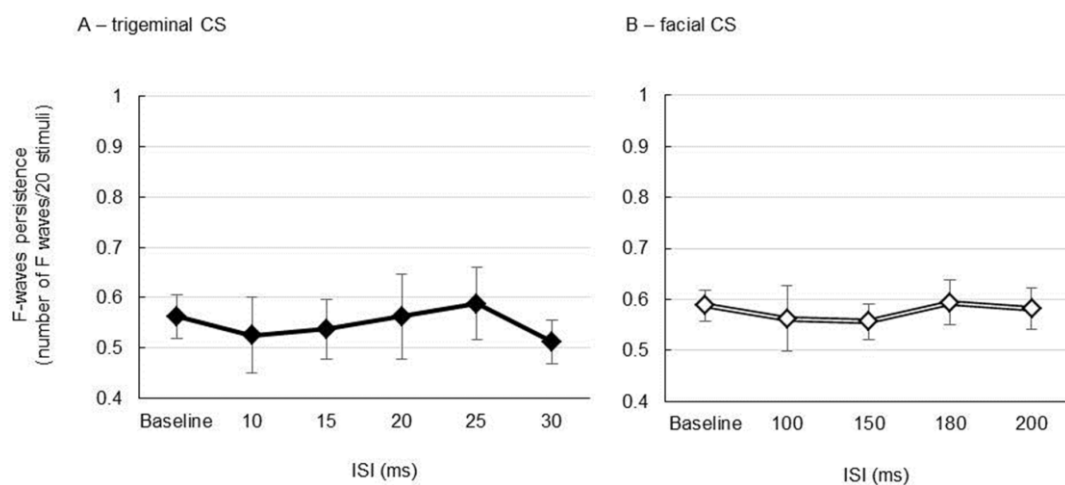 A – trigeminal CS
F-waves persistence
(number of F waves/20 stimuli)
1
0.9
0.8
0.7
0.6
0.5
0.4
Baseline 10 15 20 25 30
ISI (ms)
B – facial CS
1
0.9
0.8
0.7
0.6
0.5
0.4
Baseline 100 150 180 200
ISI (ms)